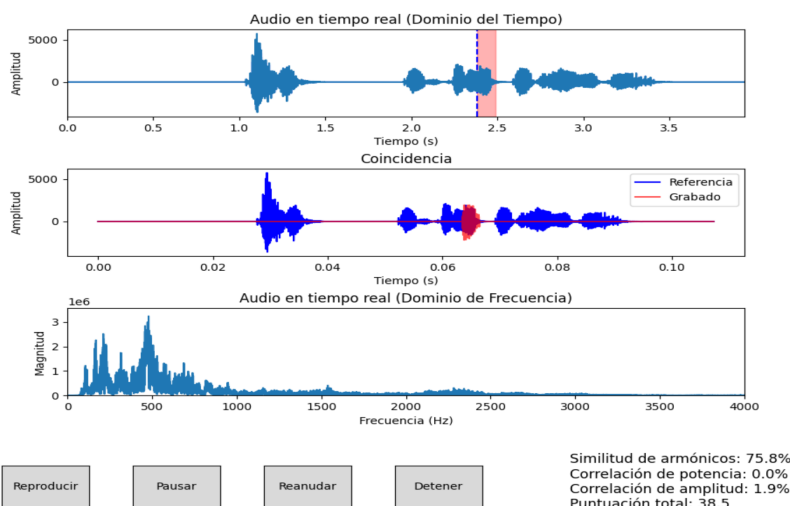 Audio en tiempo real (Dominio del Tiempo)
5000
0
Amplitud
0.0 0.5 1.0 1.5 2.0 2.5 3.0 3.5
Tiempo (s)
Coincidencia
5000
0
Amplitud
Referencia
Grabado
0.00 0.02 0.04 0.06 0.08 0.10
Tiempo (s)
Audio en tiempo real (Dominio de Frecuencia)
1e6
3
2
1
0
Magnitud
0 500 1000 1500 2000 2500 3000 3500 4000
Frecuencia (Hz)
Reproducir Pausar Reanudar Detener
Similitud de armónicos: 75.8%
Correlación de potencia: 0.0%
Correlación de amplitud: 1.9%
Puntuación total: 38.5